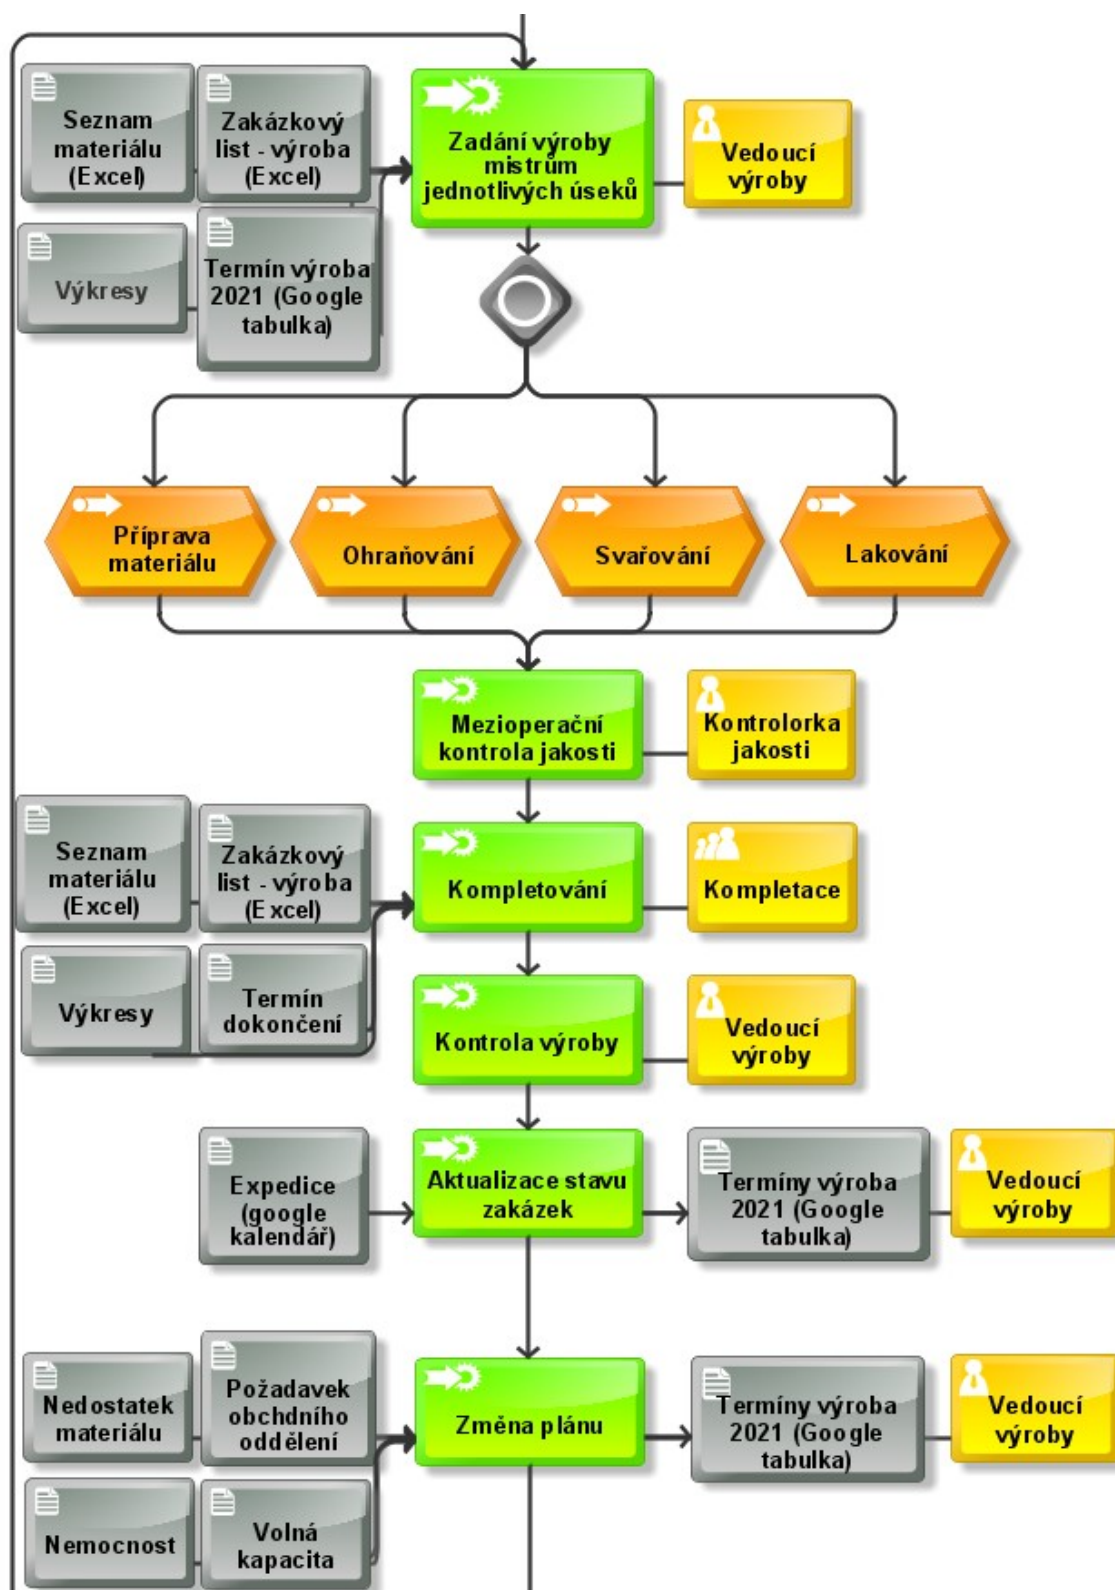 Seznam
materiálu
(Excel)
Zakázkový
list - výroba
(Excel)
Zadání výroby
mistrům
jednotlivých úseků
Vedoucí
výroby
Výkresy
Termín výroba
2021 (Google
tabulka)
Příprava
materiálu
Ohraňování
Svařování
Lakování
Mezioperační
kontrola jakosti
Kontrolorka
jakosti
Seznam
materiálu
(Excel)
Zakázkový
list - výroba
(Excel)
Kompletování
Kompletace
Výkresy
Termín
dokončení
Kontrola výroby
Vedoucí
výroby
Expedice
(google
kalendář)
Aktualizace stavu
zakázek
Termíny výroba
2021 (Google
tabulka)
Vedoucí
výroby
Nedostatek
materiálu
Požadavek
obchdního
oddělení
Změna plánu
Termíny výroba
2021 (Google
tabulka)
Vedoucí
výroby
Nemocnost
Volná
kapacita